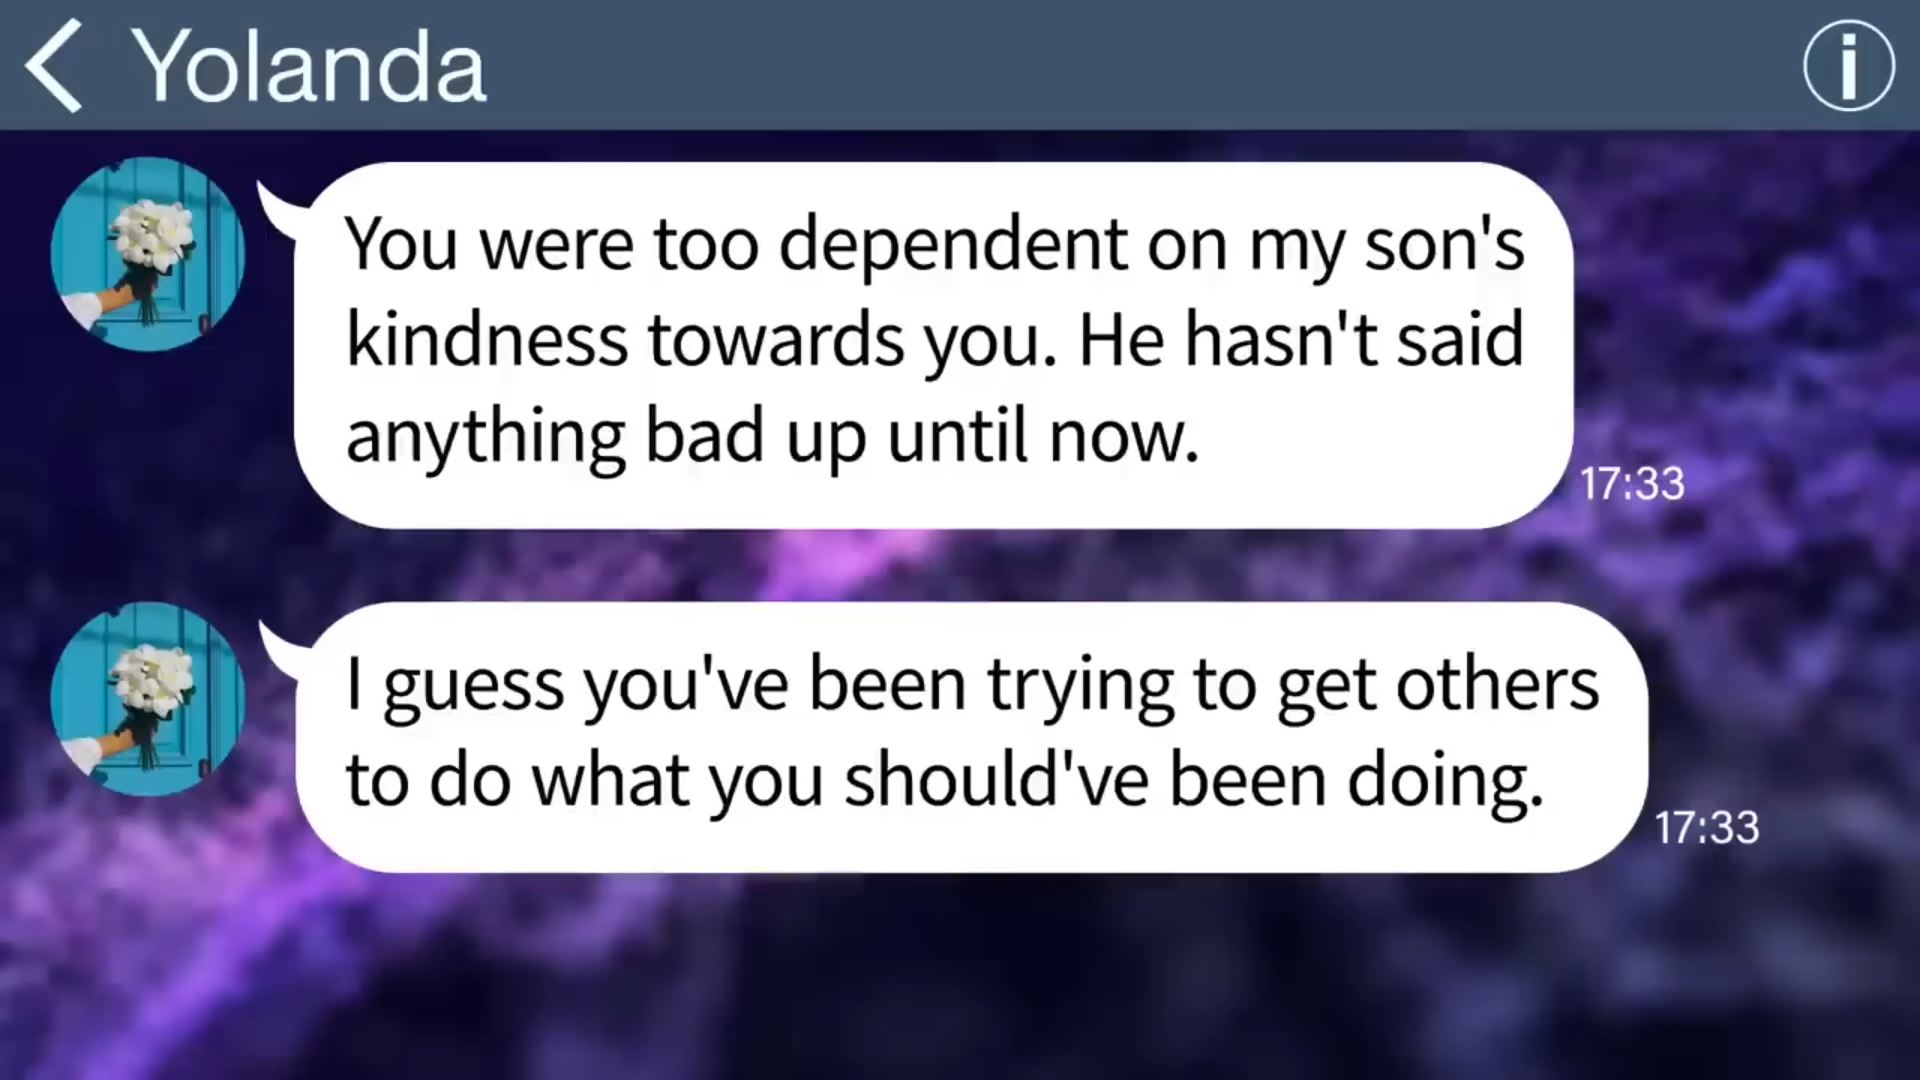 Yolanda
You were too dependent on my son's
kindness towards you. He hasn't said
anything bad up until now.
17:33
I guess you've been trying to get others
to do what you should've been doing.
17:33